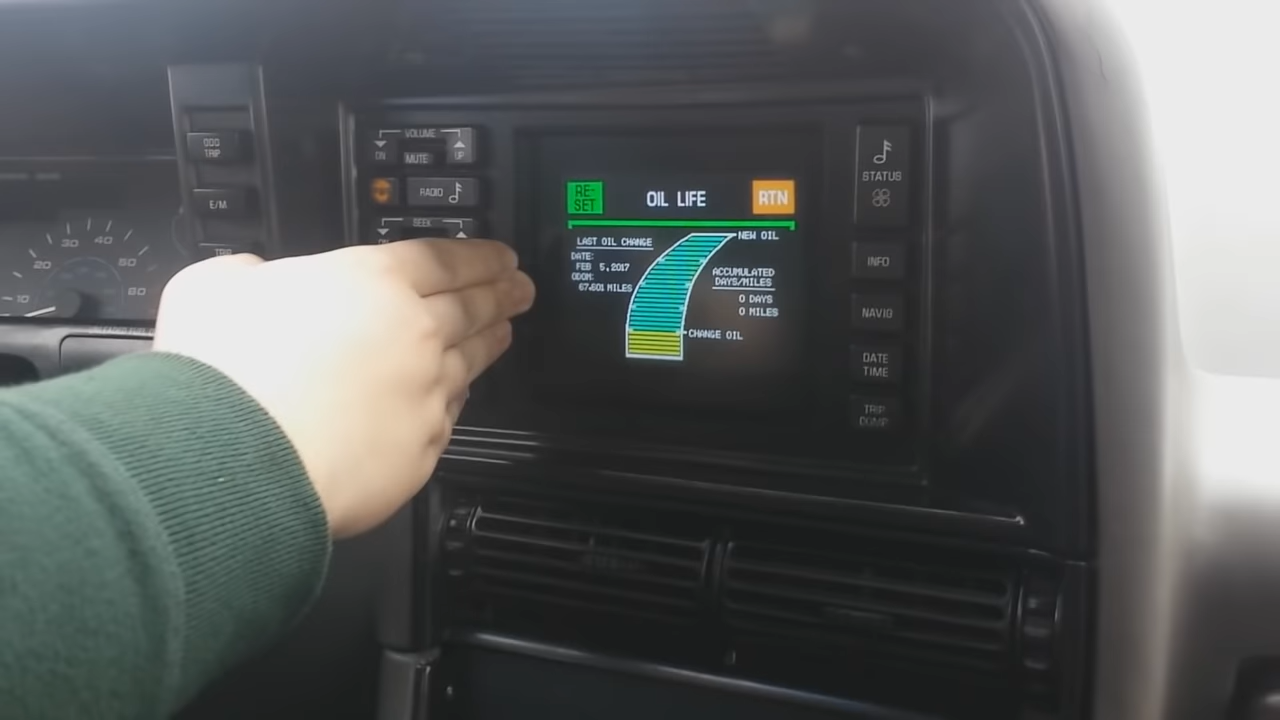 ODO
TRIP
E/M
TRIP
10
20
30
40
50
60
VOLUME
ON
MUTE
UP
RADIO
SEEK
RE-
SET
OIL LIFE
RTN
LAST OIL CHANGE
DATE:
FEB 5,2017
ODOM:
67,601 MILES
NEW OIL
ACCUMULATED
DAYS/MILES
0 DAYS
0 MILES
CHANGE OIL
STATUS
INFO
NAVIG
DATE
TIME
TRIP
COMP